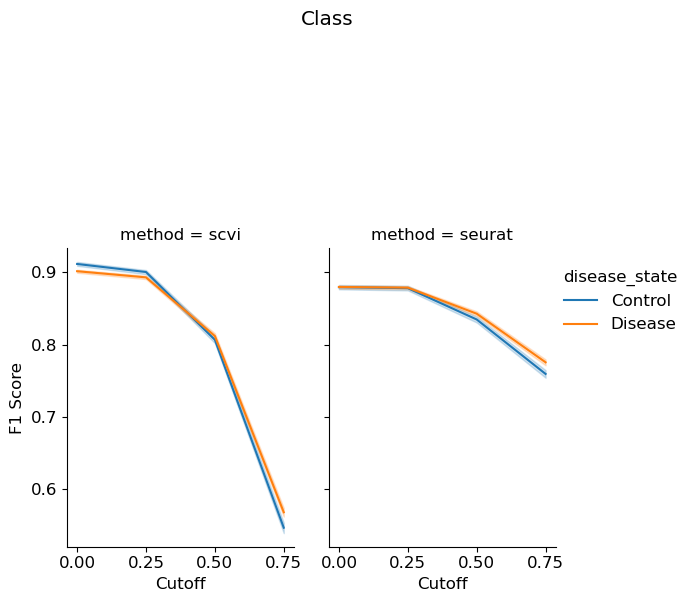 Class
method = scvi
method = seurat
F1 Score
0.9
0.8
0.7
0.6
0.00 0.25 0.50 0.75
Cutoff
0.00 0.25 0.50 0.75
Cutoff
disease_state
Control
Disease